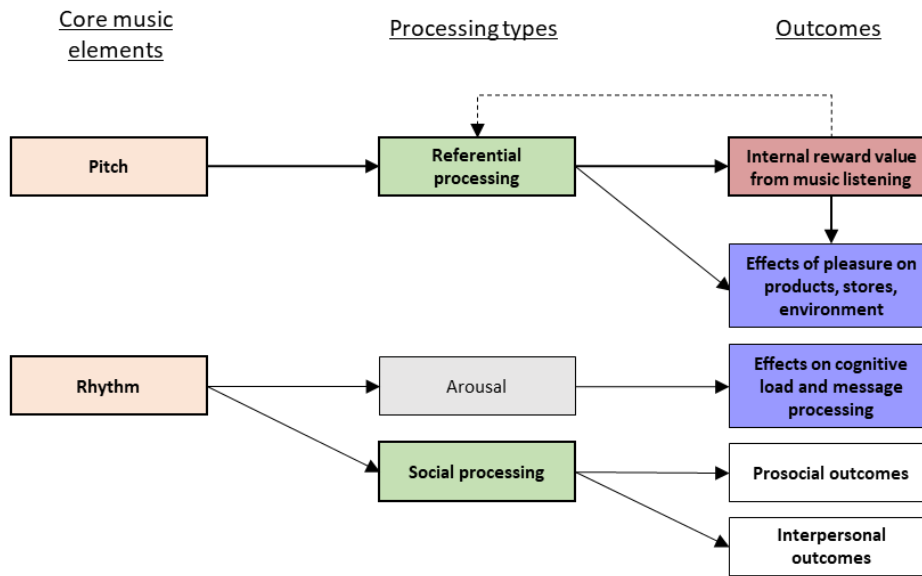 Core music
elements
Processing types
Outcomes
Pitch
Referential
processing
Internal reward value
from music listening
Effects of pleasure on
products, stores,
environment
Rhythm
Arousal
Effects on cognitive
load and message
processing
Social processing
Prosocial outcomes
Interpersonal
outcomes